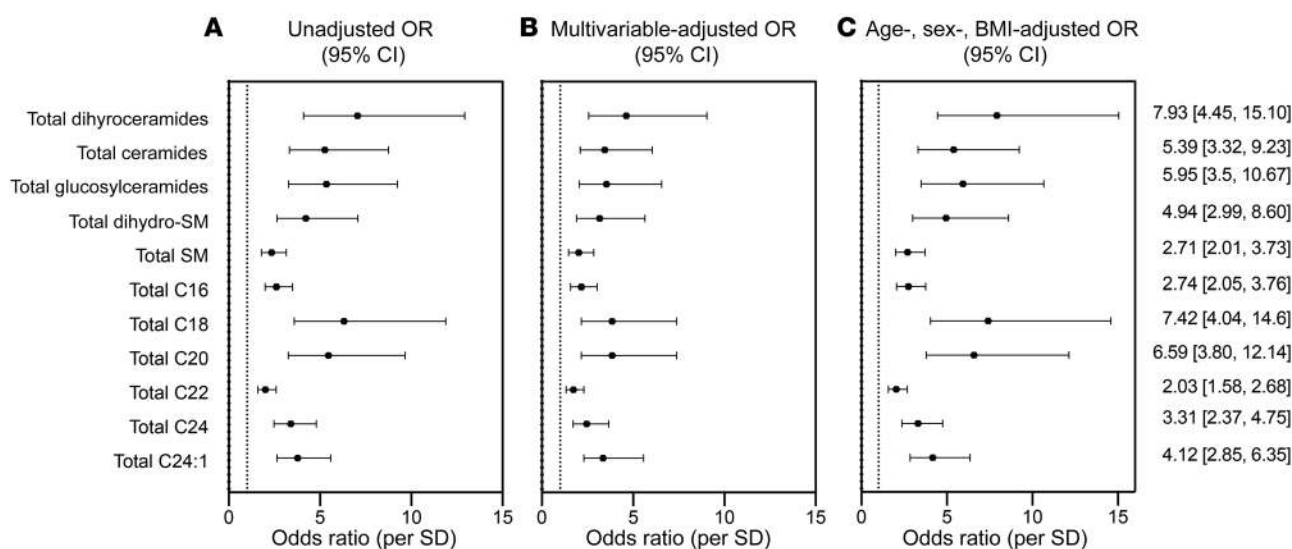 A Unadjusted OR
(95% CI)
B Multivariable-adjusted OR
(95% CI)
C Age-, sex-, BMI-adjusted OR
(95% CI)
Total dihyroceramides 7.93 [4.45, 15.10]
Total ceramides 5.39 [3.32, 9.23]
Total glucosylceramides 5.95 [3.5, 10.67]
Total dihydro-SM 4.94 [2.99, 8.60]
Total SM 2.71 [2.01, 3.73]
Total C16 2.74 [2.05, 3.76]
Total C18 7.42 [4.04, 14.6]
Total C20 6.59 [3.80, 12.14]
Total C22 2.03 [1.58, 2.68]
Total C24 3.31 [2.37, 4.75]
Total C24:1 4.12 [2.85, 6.35]
0 5 10 15 0 5 10 15 0 5 10 15
Odds ratio (per SD) Odds ratio (per SD) Odds ratio (per SD)